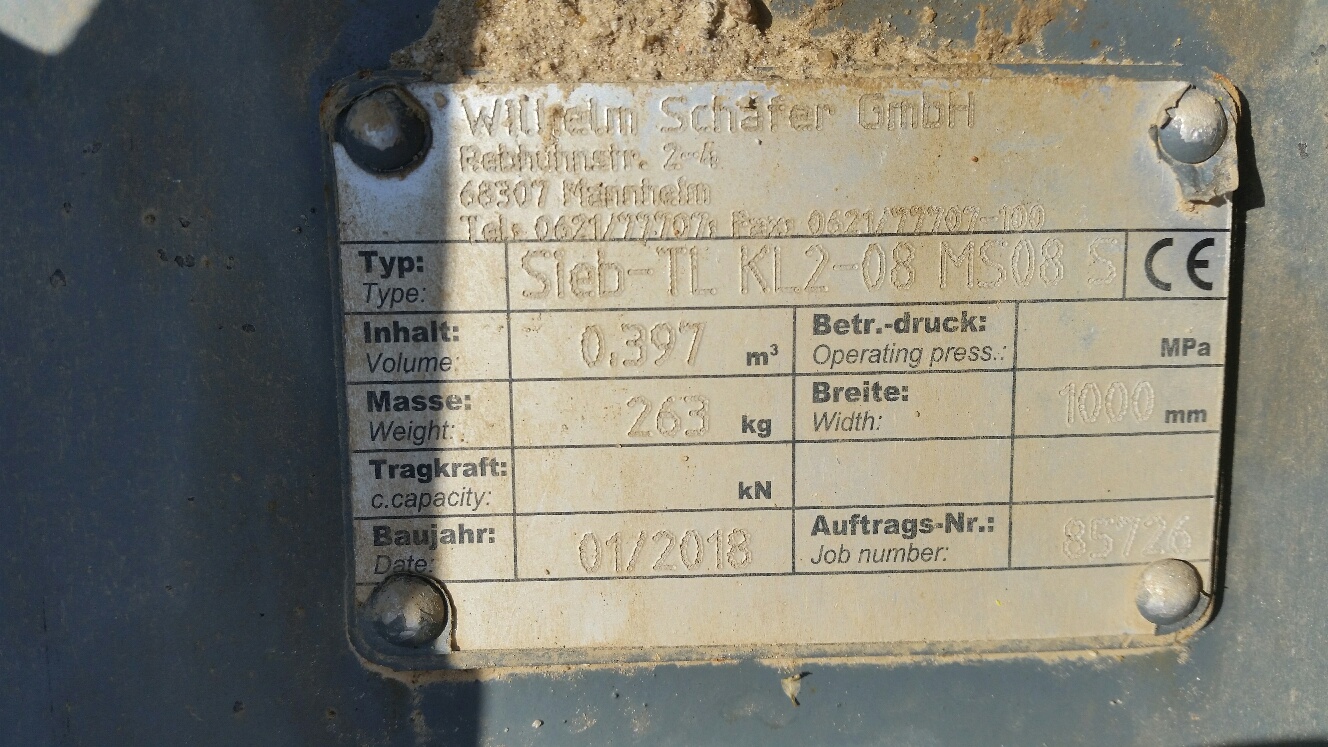 Wilhelm Schäfer GmbH
Rebhuhnstr. 2-4
68307 Mannheim
Tel: 0621/77707; Fax: 0621/77707-100
Typ: Sieb-TL KL2-08 MS08 S CE
Type:
Inhalt: 0.397 m³ Betr.-druck: MPa
Volume: Operating press.:
Masse: 263 kg Breite: 1000 mm
Weight: Width:
Tragkraft: kN
c.capacity:
Baujahr: 01/2018 Auftrags-Nr.: 85726
Date: Job number: